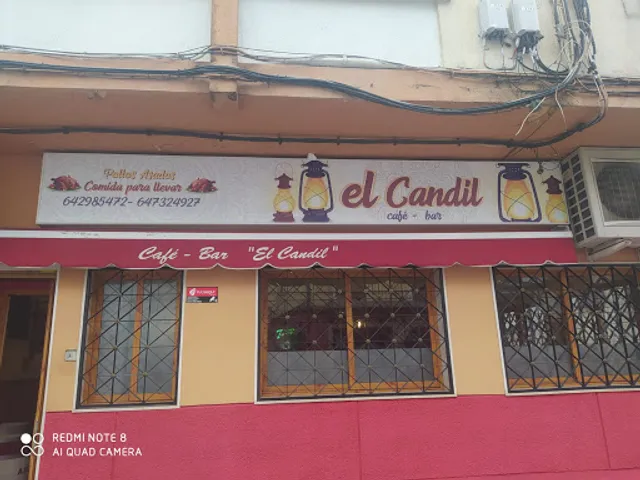 Pollos Asados
Comida para llevar
642985472- 647324927
el Candil
café - bar
Café - Bar "El Candil"
REDMI NOTE 8
AI QUAD CAMERA